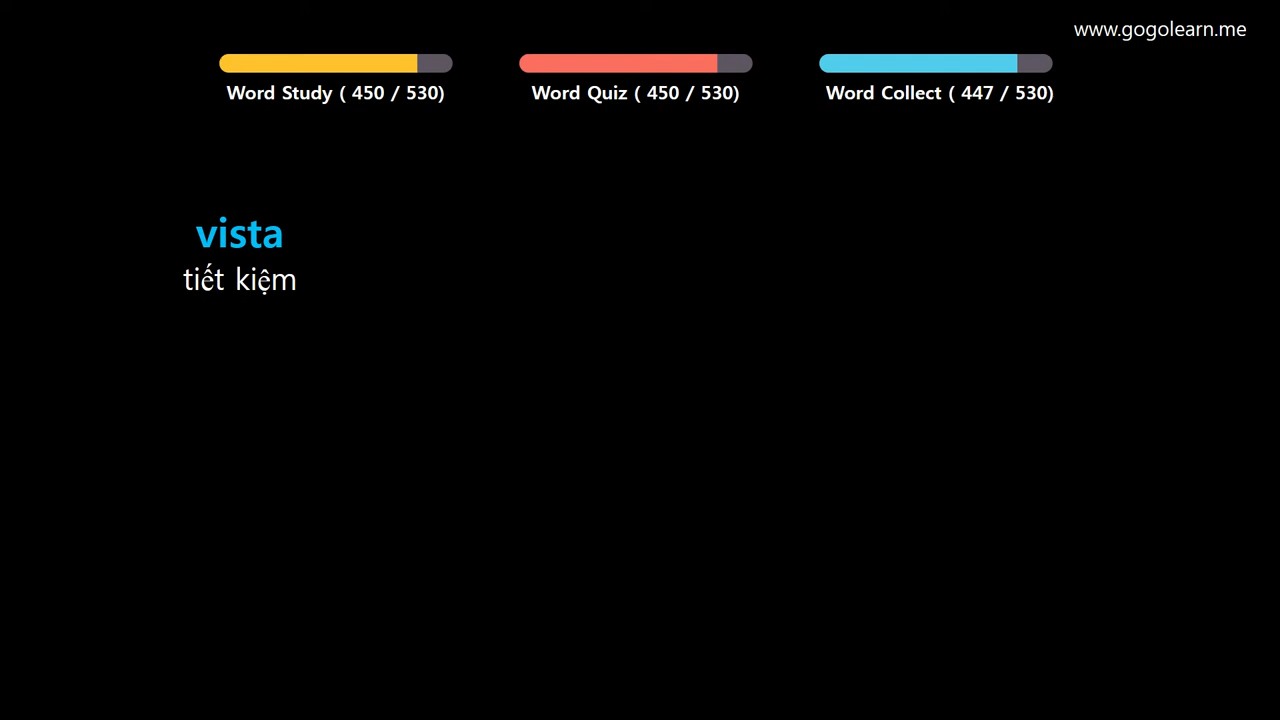 www.gogolearn.me
Word Study ( 450 / 530)
Word Quiz ( 450 / 530)
Word Collect ( 447 / 530)
vista
tiết kiệm